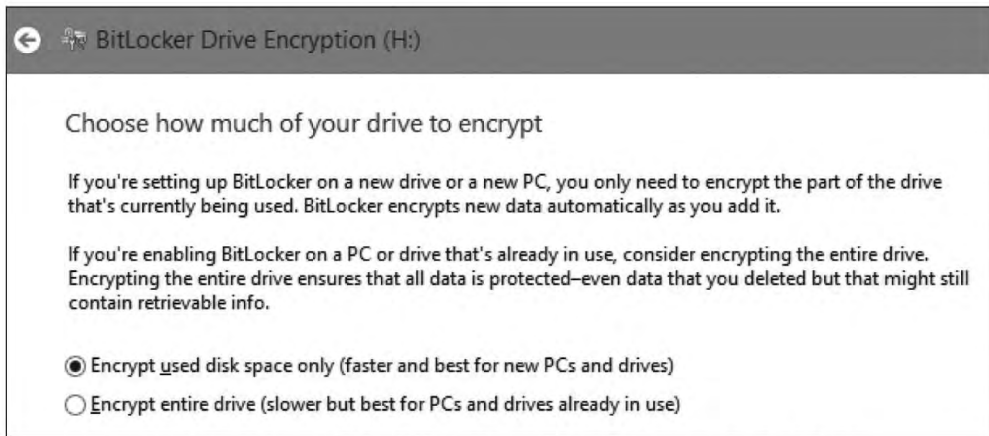 BitLocker Drive Encryption (H:)
Choose how much of your drive to encrypt
If you're setting up BitLocker on a new drive or a new PC, you only need to encrypt the part of the drive
that's currently being used. BitLocker encrypts new data automatically as you add it.
If you're enabling BitLocker on a PC or drive that's already in use, consider encrypting the entire drive.
Encrypting the entire drive ensures that all data is protected–even data that you deleted but that might still
contain retrievable info.
Encrypt used disk space only (faster and best for new PCs and drives)
Encrypt entire drive (slower but best for PCs and drives already in use)